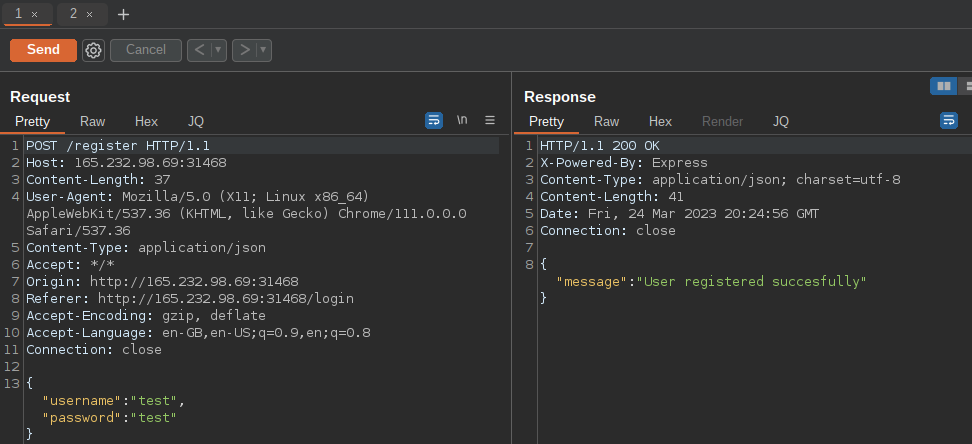 1 × 2 × +
Send Cancel < ▾ > ▾
Request
Pretty Raw Hex JQ \n ≡
1 POST /register HTTP/1.1
2 Host: 165.232.98.69:31468
3 Content-Length: 37
4 User-Agent: Mozilla/5.0 (X11; Linux x86_64)
AppleWebKit/537.36 (KHTML, like Gecko) Chrome/111.0.0.0
Safari/537.36
5 Content-Type: application/json
6 Accept: */*
7 Origin: http://165.232.98.69:31468
8 Referer: http://165.232.98.69:31468/login
9 Accept-Encoding: gzip, deflate
10 Accept-Language: en-GB,en-US;q=0.9,en;q=0.8
11 Connection: close
12
13 {
"username":"test",
"password":"test"
}
Response
Pretty Raw Hex Render JQ
1 HTTP/1.1 200 OK
2 X-Powered-By: Express
3 Content-Type: application/json; charset=utf-8
4 Content-Length: 41
5 Date: Fri, 24 Mar 2023 20:24:56 GMT
6 Connection: close
7
8 {
"message":"User registered succesfully"
}